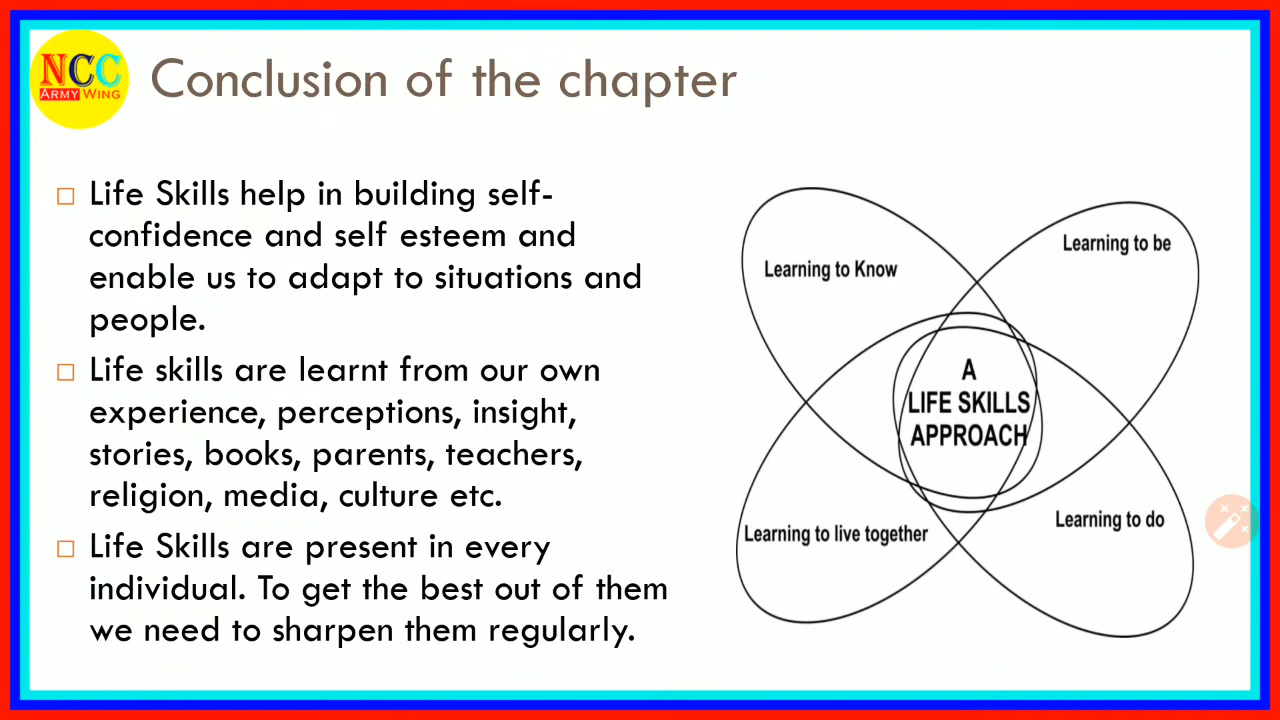 NCC
ARMY WING
Conclusion of the chapter
Life Skills help in building self-
confidence and self esteem and
enable us to adapt to situations and
people.
Life skills are learnt from our own
experience, perceptions, insight,
stories, books, parents, teachers,
religion, media, culture etc.
Life Skills are present in every
individual. To get the best out of them
we need to sharpen them regularly.
Learning to Know
Learning to be
A
LIFE SKILLS
APPROACH
Learning to live together
Learning to do